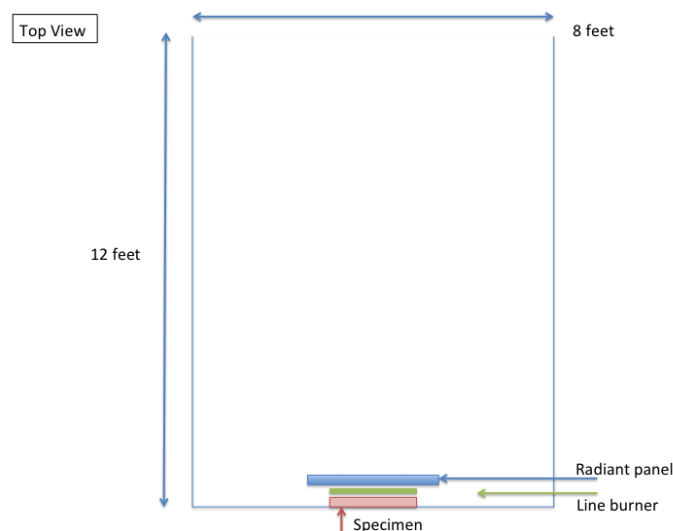 Top View
8 feet
12 feet
Radiant panel
Line burner
Specimen